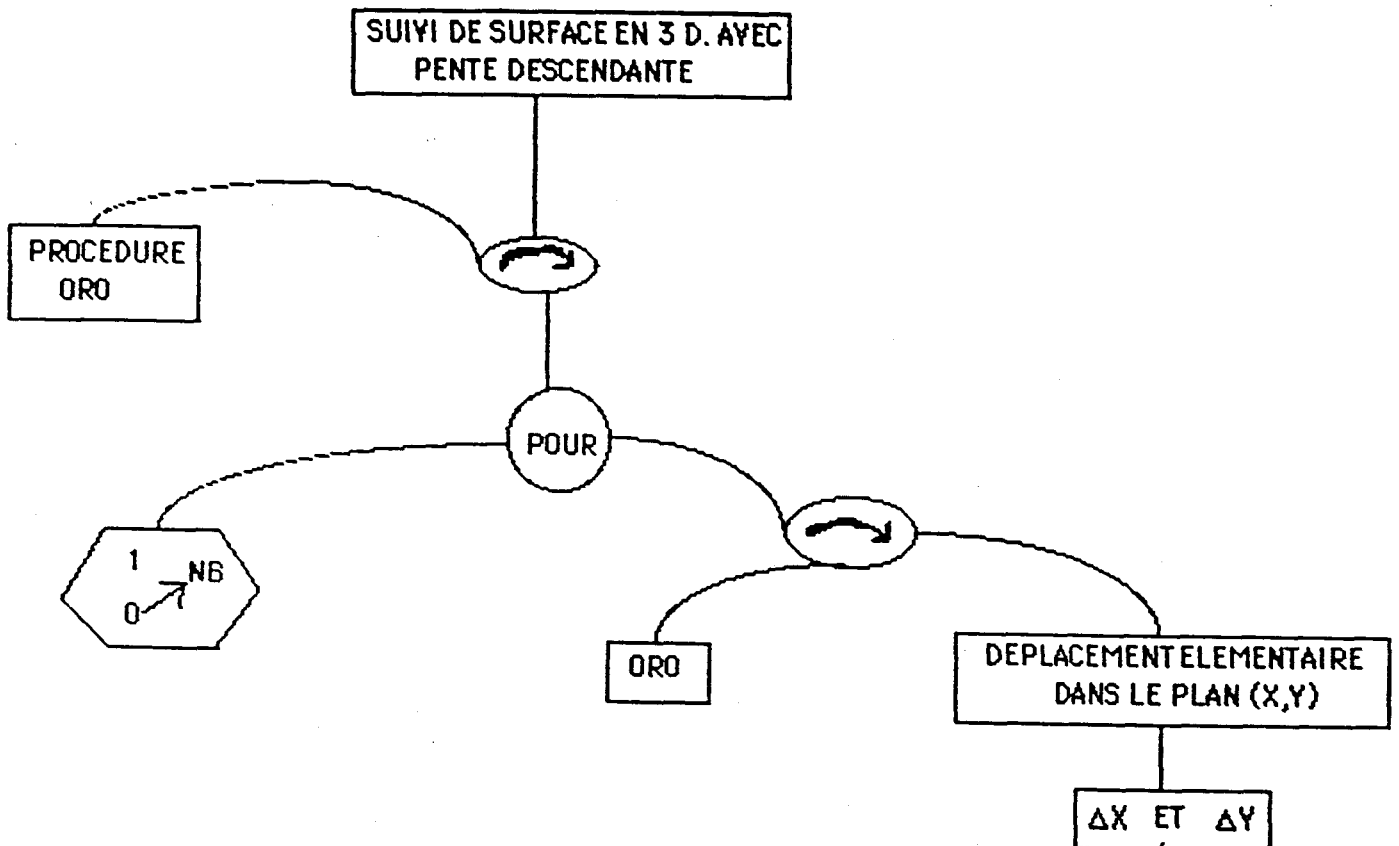 SUIVI DE SURFACE EN 3 D. AVEC
PENTE DESCENDANTE
PROCEDURE
ORO
POUR
1
NB
0
ORO
DEPLACEMENT ELEMENTAIRE
DANS LE PLAN (X,Y)
ΔX ET ΔY